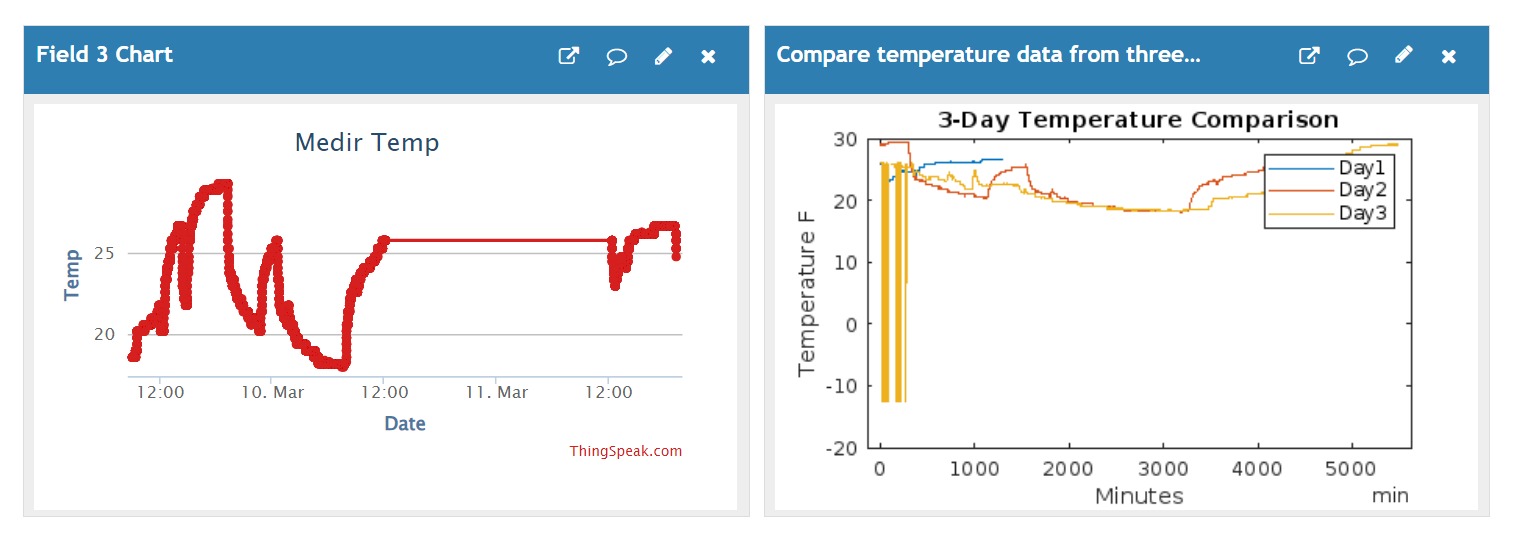 Field 3 Chart
Medir Temp
Temp
25
20
12:00 10. Mar 12:00 11. Mar 12:00
Date
ThingSpeak.com
Compare temperature data from three...
3-Day Temperature Comparison
Temperature F
30
20
10
0
-10
-20
Day1
Day2
Day3
0 1000 2000 3000 4000 5000
Minutes min